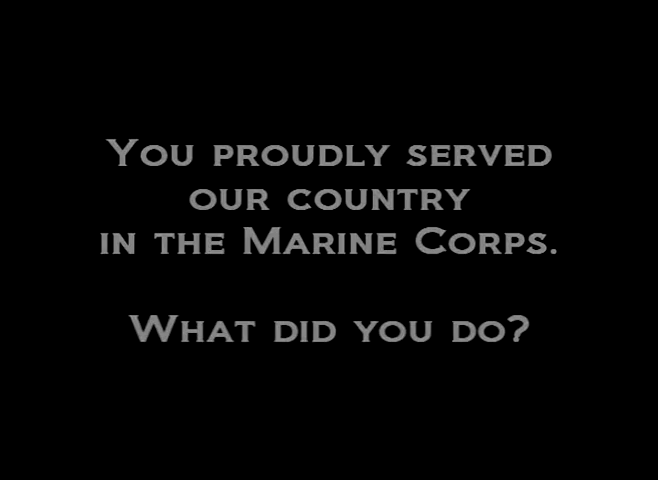 You proudly served
our country
in the Marine Corps.
What did you do?